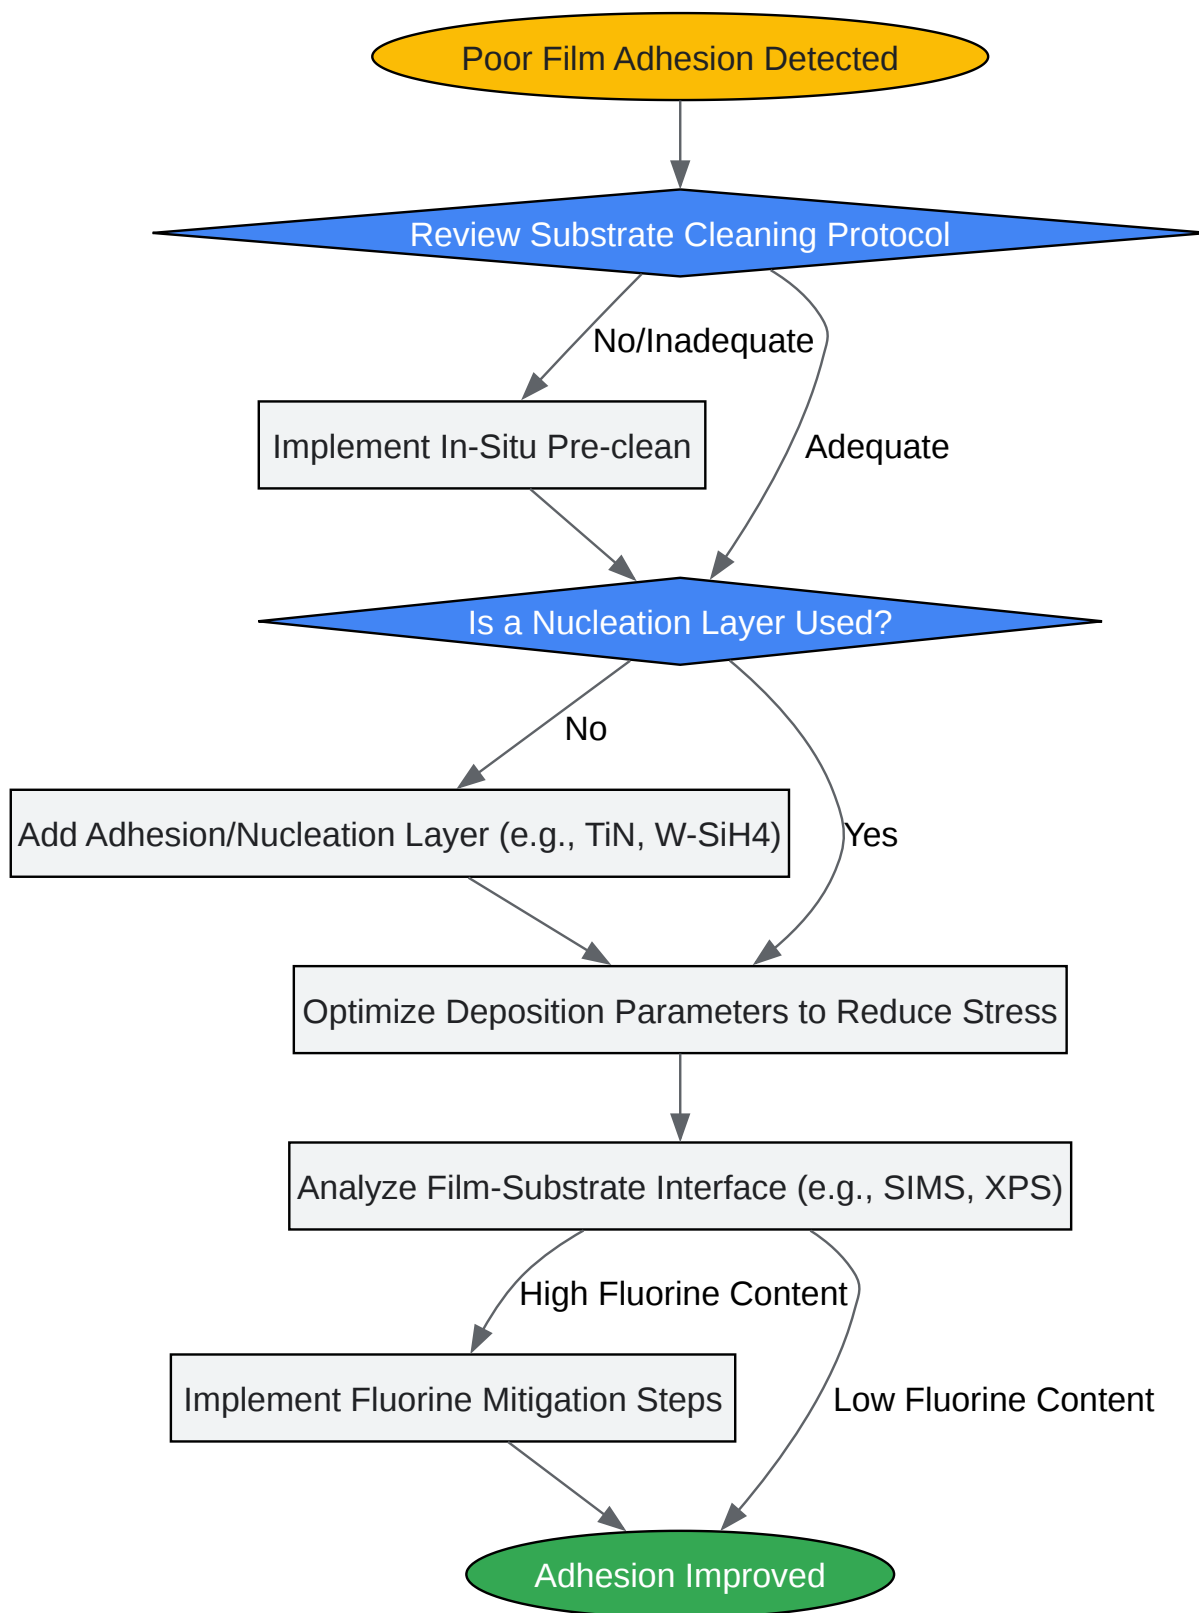 Poor Film Adhesion Detected
Review Substrate Cleaning Protocol
No/Inadequate
Implement In-Situ Pre-clean
Adequate
Is a Nucleation Layer Used?
No
Add Adhesion/Nucleation Layer (e.g., TiN, W-SiH4)
Yes
Optimize Deposition Parameters to Reduce Stress
Analyze Film-Substrate Interface (e.g., SIMS, XPS)
High Fluorine Content
Implement Fluorine Mitigation Steps
Low Fluorine Content
Adhesion Improved